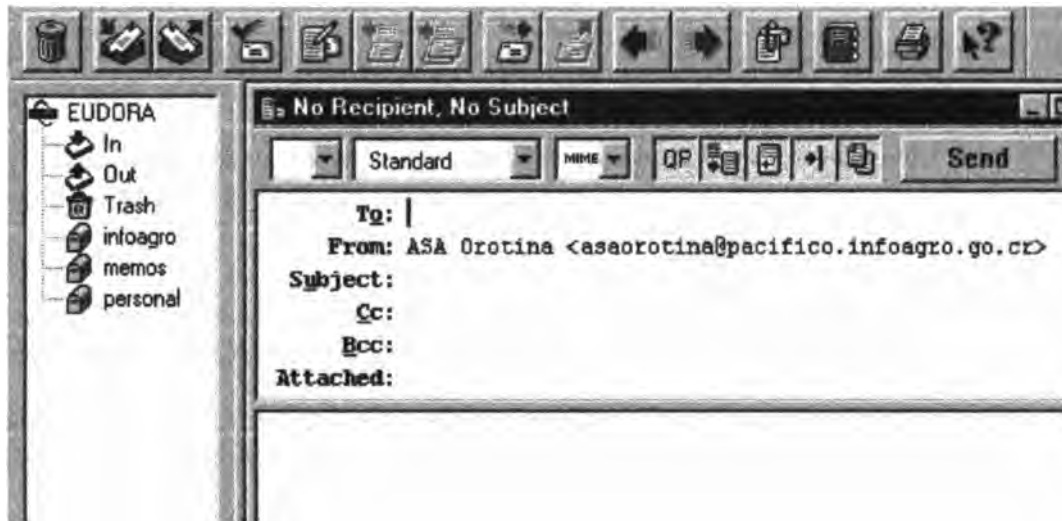 EUDORA
In
Out
Trash
infoagro
memos
personal
No Recipient, No Subject
Standard MIME QP Send
To:
From: ASA Orotina <asaorotina@pacifico.infoagro.go.cr>
Subject:
Cc:
Bcc:
Attached: